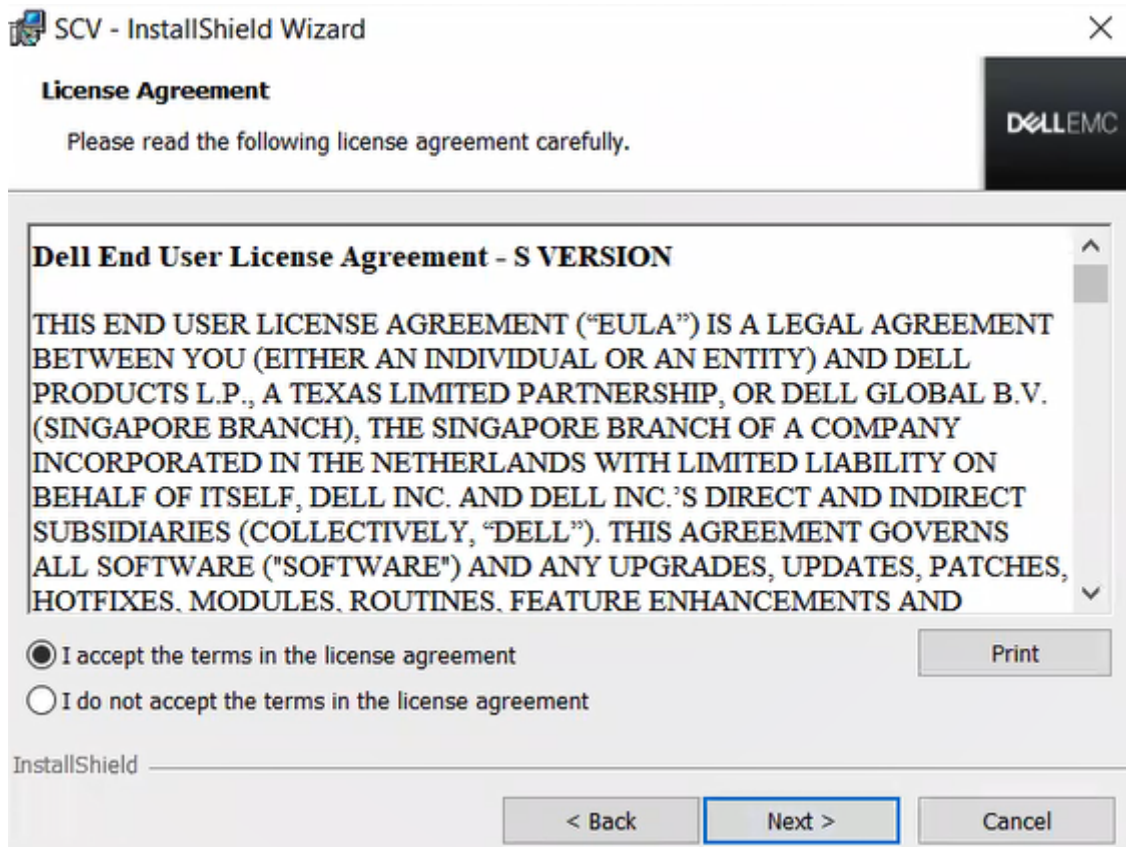 SCV - InstallShield Wizard
License Agreement
Please read the following license agreement carefully.
DELLEMC
Dell End User License Agreement - S VERSION
THIS END USER LICENSE AGREEMENT (“EULA”) IS A LEGAL AGREEMENT
BETWEEN YOU (EITHER AN INDIVIDUAL OR AN ENTITY) AND DELL
PRODUCTS L.P., A TEXAS LIMITED PARTNERSHIP, OR DELL GLOBAL B.V.
(SINGAPORE BRANCH), THE SINGAPORE BRANCH OF A COMPANY
INCORPORATED IN THE NETHERLANDS WITH LIMITED LIABILITY ON
BEHALF OF ITSELF, DELL INC. AND DELL INC.’S DIRECT AND INDIRECT
SUBSIDIARIES (COLLECTIVELY, “DELL”). THIS AGREEMENT GOVERNS
ALL SOFTWARE ("SOFTWARE") AND ANY UPGRADES, UPDATES, PATCHES,
HOTFIXES, MODULES, ROUTINES, FEATURE ENHANCEMENTS AND
I accept the terms in the license agreement
Print
I do not accept the terms in the license agreement
InstallShield
< Back
Next >
Cancel